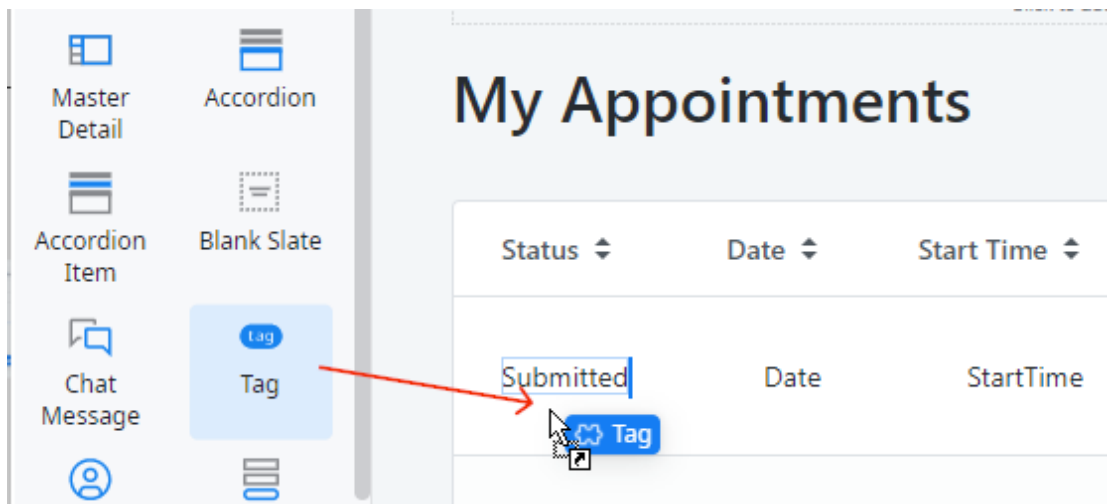 Master
Detail
Accordion
Accordion
Item
Blank Slate
Chat
Message
tag
Tag
My Appointments
Status
Date
Start Time
Submitted
Date
StartTime
Tag